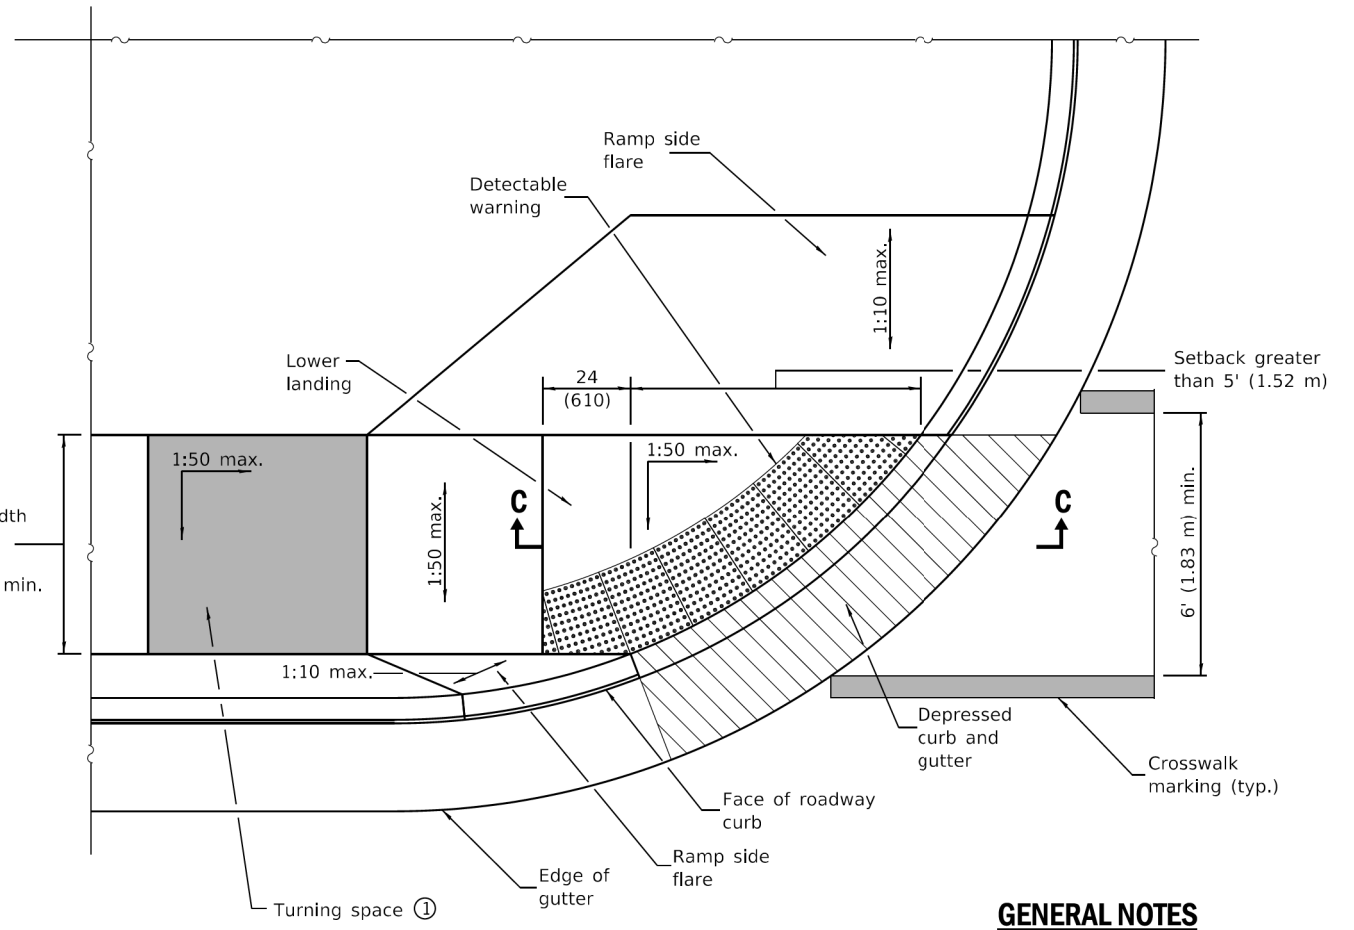 Ramp side
flare
Detectable
warning
1:10 max.
Lower
landing
24
(610)
Setback greater
than 5' (1.52 m)
1:50 max.
1:50 max.
1:50 max.
C
C
min.
6' (1.83 m) min.
1:10 max.
Depressed
curb and
gutter
Crosswalk
marking (typ.)
Face of roadway
curb
Ramp side
flare
Edge of
gutter
Turning space ①
GENERAL NOTES